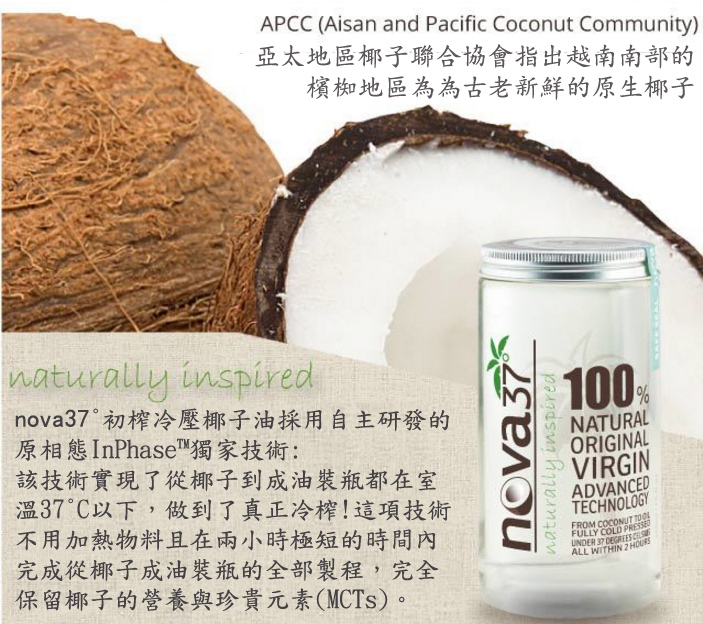 APCC (Aisan and Pacific Coconut Community)
亞太地區椰子聯合協會指出越南南部的
檳椥地區為為古老新鮮的原生椰子
naturally inspired
nova37°初榨冷壓椰子油採用自主研發的
原相態InPhase™獨家技術:
該技術實現了從椰子到成油裝瓶都在室
溫37°C以下，做到了真正冷榨!這項技術
不用加熱物料且在兩小時極短的時間內
完成從椰子成油裝瓶的全部製程，完全
保留椰子的營養與珍貴元素(MCTs)。
nova37°
naturally inspired
100%
NATURAL
ORIGINAL
VIRGIN
ADVANCED
TECHNOLOGY
FROM COCONUT TO OIL
FULLY COLD PRESSED
UNDER 37 DEGREES CELSIUS
ALL WITHIN 2 HOURS